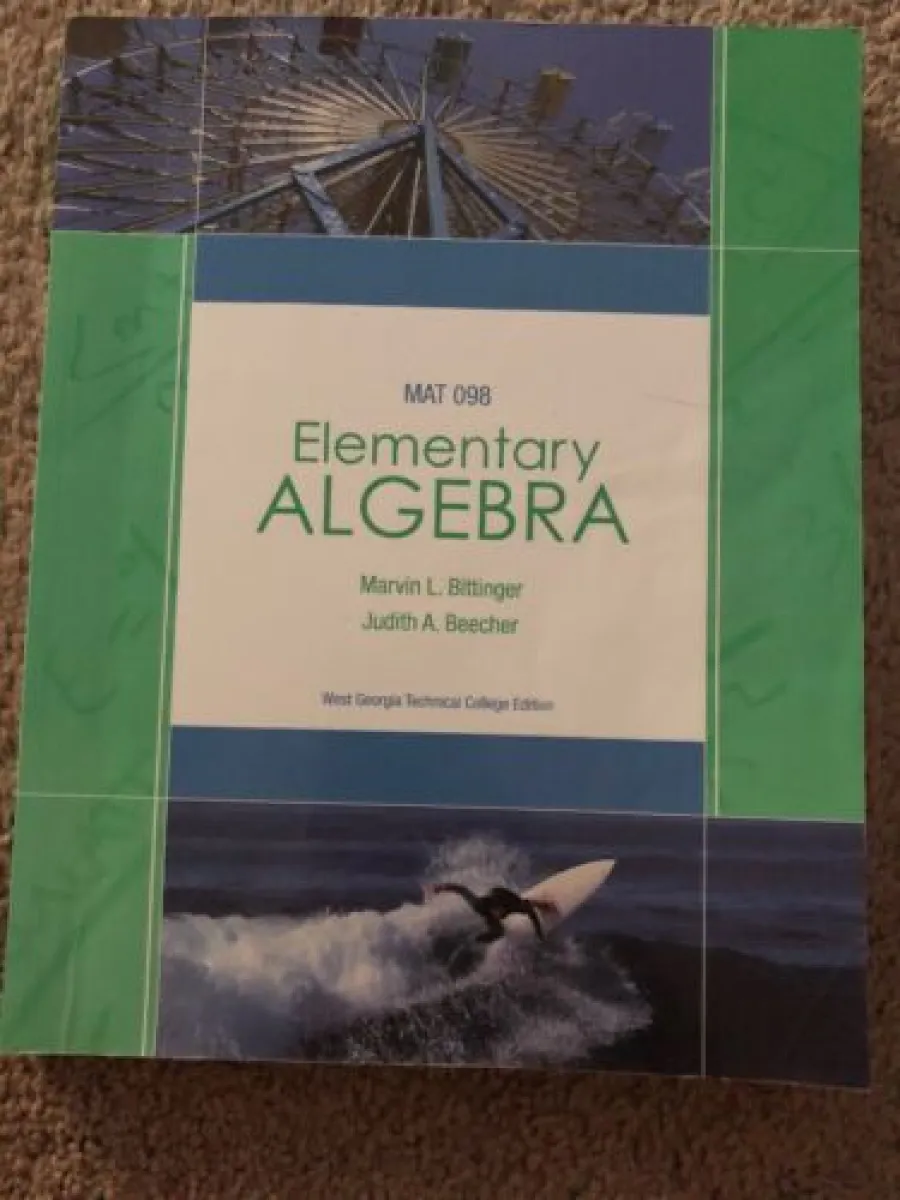 MAT 098
Elementary
ALGEBRA
Marvin L. Bittinger
Judith A. Beecher
West Georgia Technical College Edition